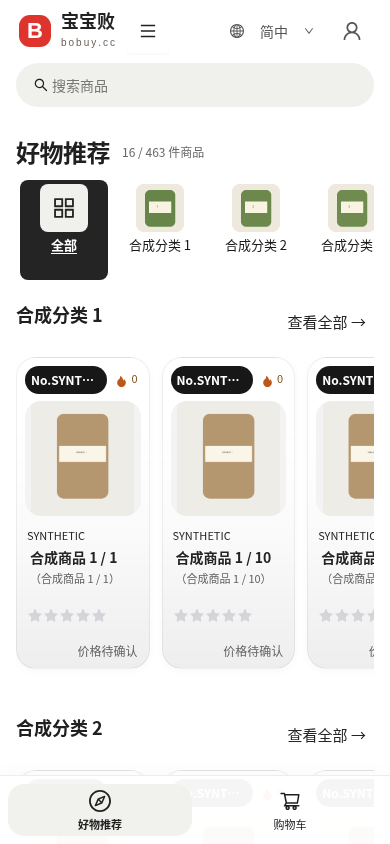 B 宝宝败
bobuy.cc
简中
搜索商品
好物推荐 16 / 463 件商品
全部 合成分类 1 合成分类 2 合成分类
合成分类 1 查看全部 →
No.SYNT··· 0 No.SYNT··· 0 No.SYNT
SYNTHETIC SYNTHETIC SYNTHETIC
合成商品 1 / 1 合成商品 1 / 10 合成商品
（合成商品 1 / 1） （合成商品 1 / 10） （合成商品
价格待确认 价格待确认 价
合成分类 2 查看全部 →
No.SYNT··· No.SYNT
好物推荐 购物车